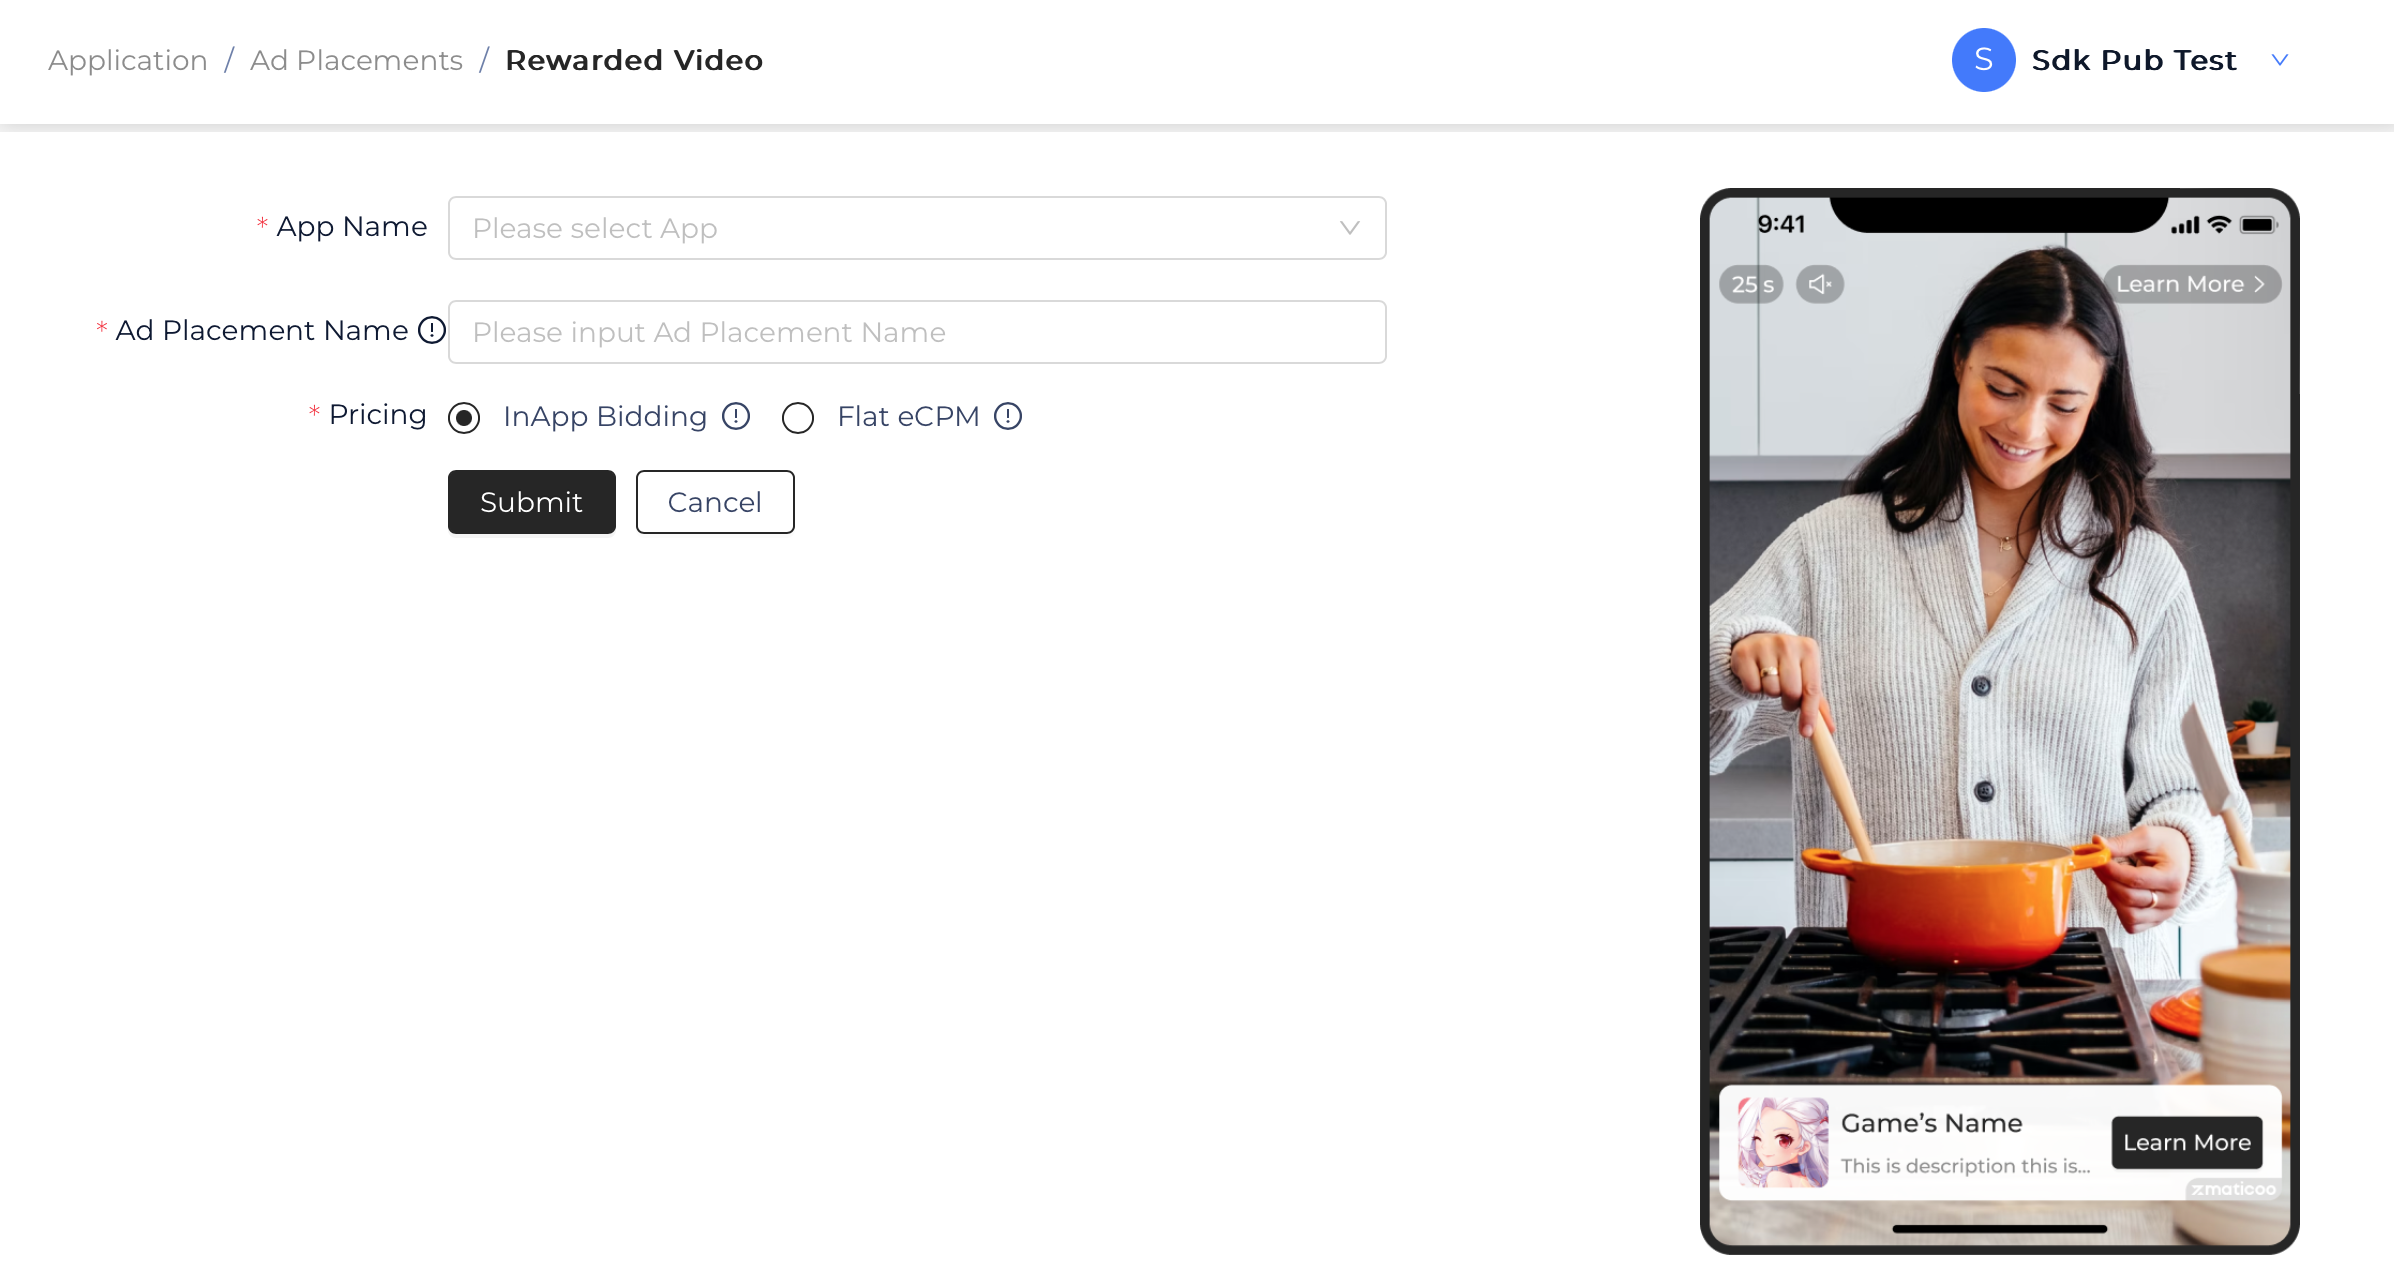 Application / Ad Placements / Rewarded Video
S Sdk Pub Test
* App Name Please select App
* Ad Placement Name Please input Ad Placement Name
* Pricing InApp Bidding Flat eCPM
Submit Cancel
9:41
25 s Learn More >
Game’s Name
This is description this is...
Learn More
zmaticoo